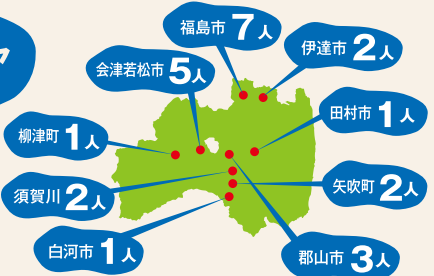 福島市 7人
伊達市 2人
会津若松市 5人
田村市 1人
柳津町 1人
矢吹町 2人
須賀川 2人
白河市 1人
郡山市 3人